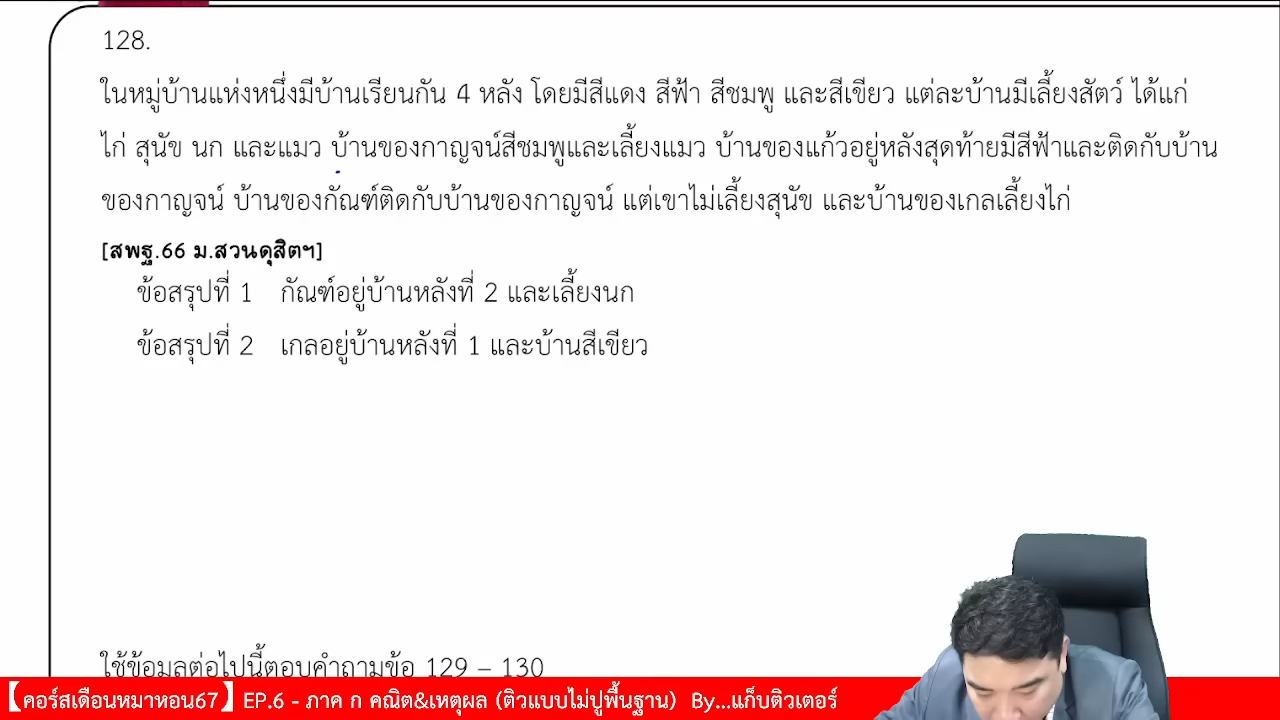 128.
ในหมู่บ้านแห่งหนึ่งมีบ้านเรียนกัน 4 หลัง โดยมีสีแดง สีฟ้า สีชมพู และสีเขียว แต่ละบ้านมีเลี้ยงสัตว์ ได้แก่
ไก่ สุนัข นก และแมว บ้านของกาญจน์สีชมพูและเลี้ยงแมว บ้านของแก้วอยู่หลังสุดท้ายมีสีฟ้าและติดกับบ้าน
ของกาญจน์ บ้านของกัณฑ์ติดกับบ้านของกาญจน์ แต่เขาไม่เลี้ยงสุนัข และบ้านของเกลเลี้ยงไก่
[สพฐ.66 ม.สวนดุสิตฯ]
ข้อสรุปที่ 1 กัณฑ์อยู่บ้านหลังที่ 2 และเลี้ยงนก
ข้อสรุปที่ 2 เกลอยู่บ้านหลังที่ 1 และบ้านสีเขียว
ใช้ข้อมูลต่อไปนี้ตอบคำถามข้อ 129 – 130
【คอร์สเดือนหมาหอน67】 EP.6 - ภาค ก คณิต&เหตุผล (ติวแบบไม่ปูพื้นฐาน) By...แก็บติวเตอร์